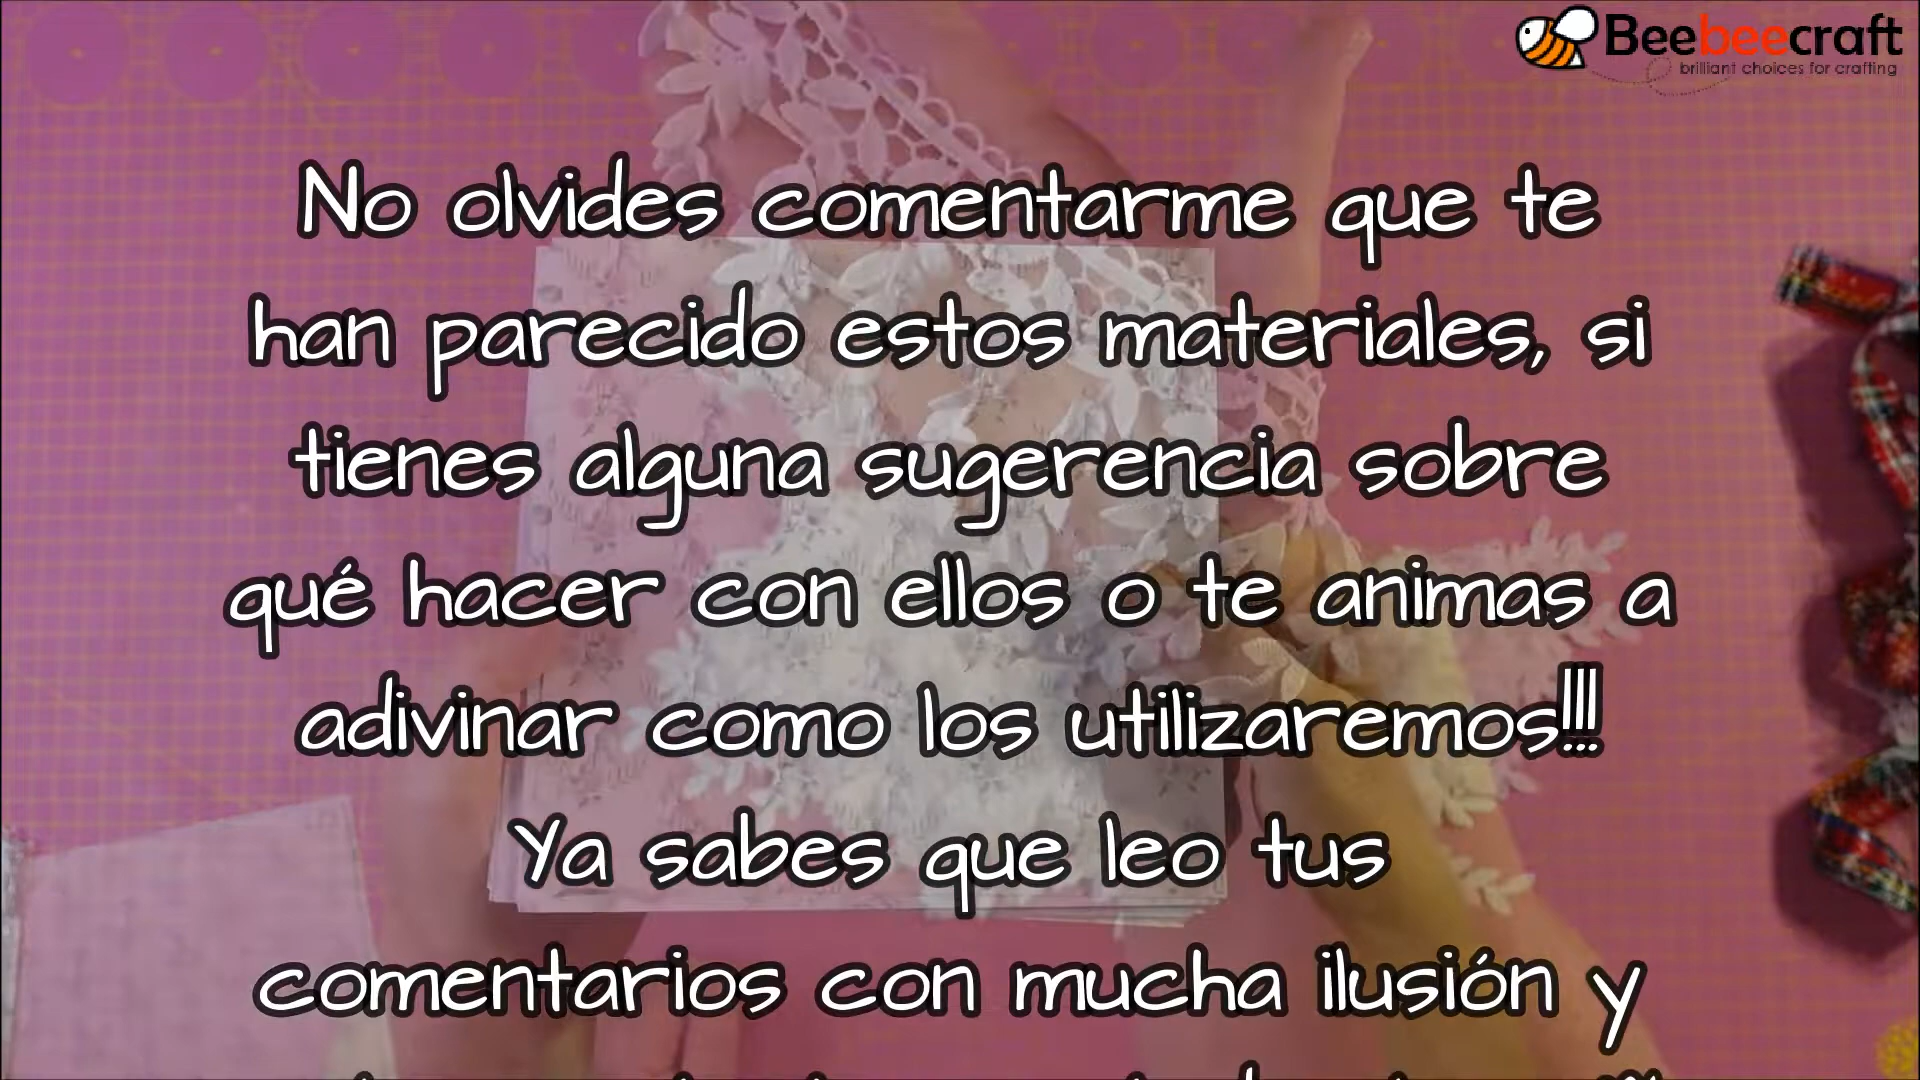 Beebeecraft
brilliant choices for crafting
No olvides comentarme que te
han parecido estos materiales, si
tienes alguna sugerencia sobre
qué hacer con ellos o te animas a
adivinar como los utilizaremos!!!
Ya sabes que leo tus
comentarios con mucha ilusión y